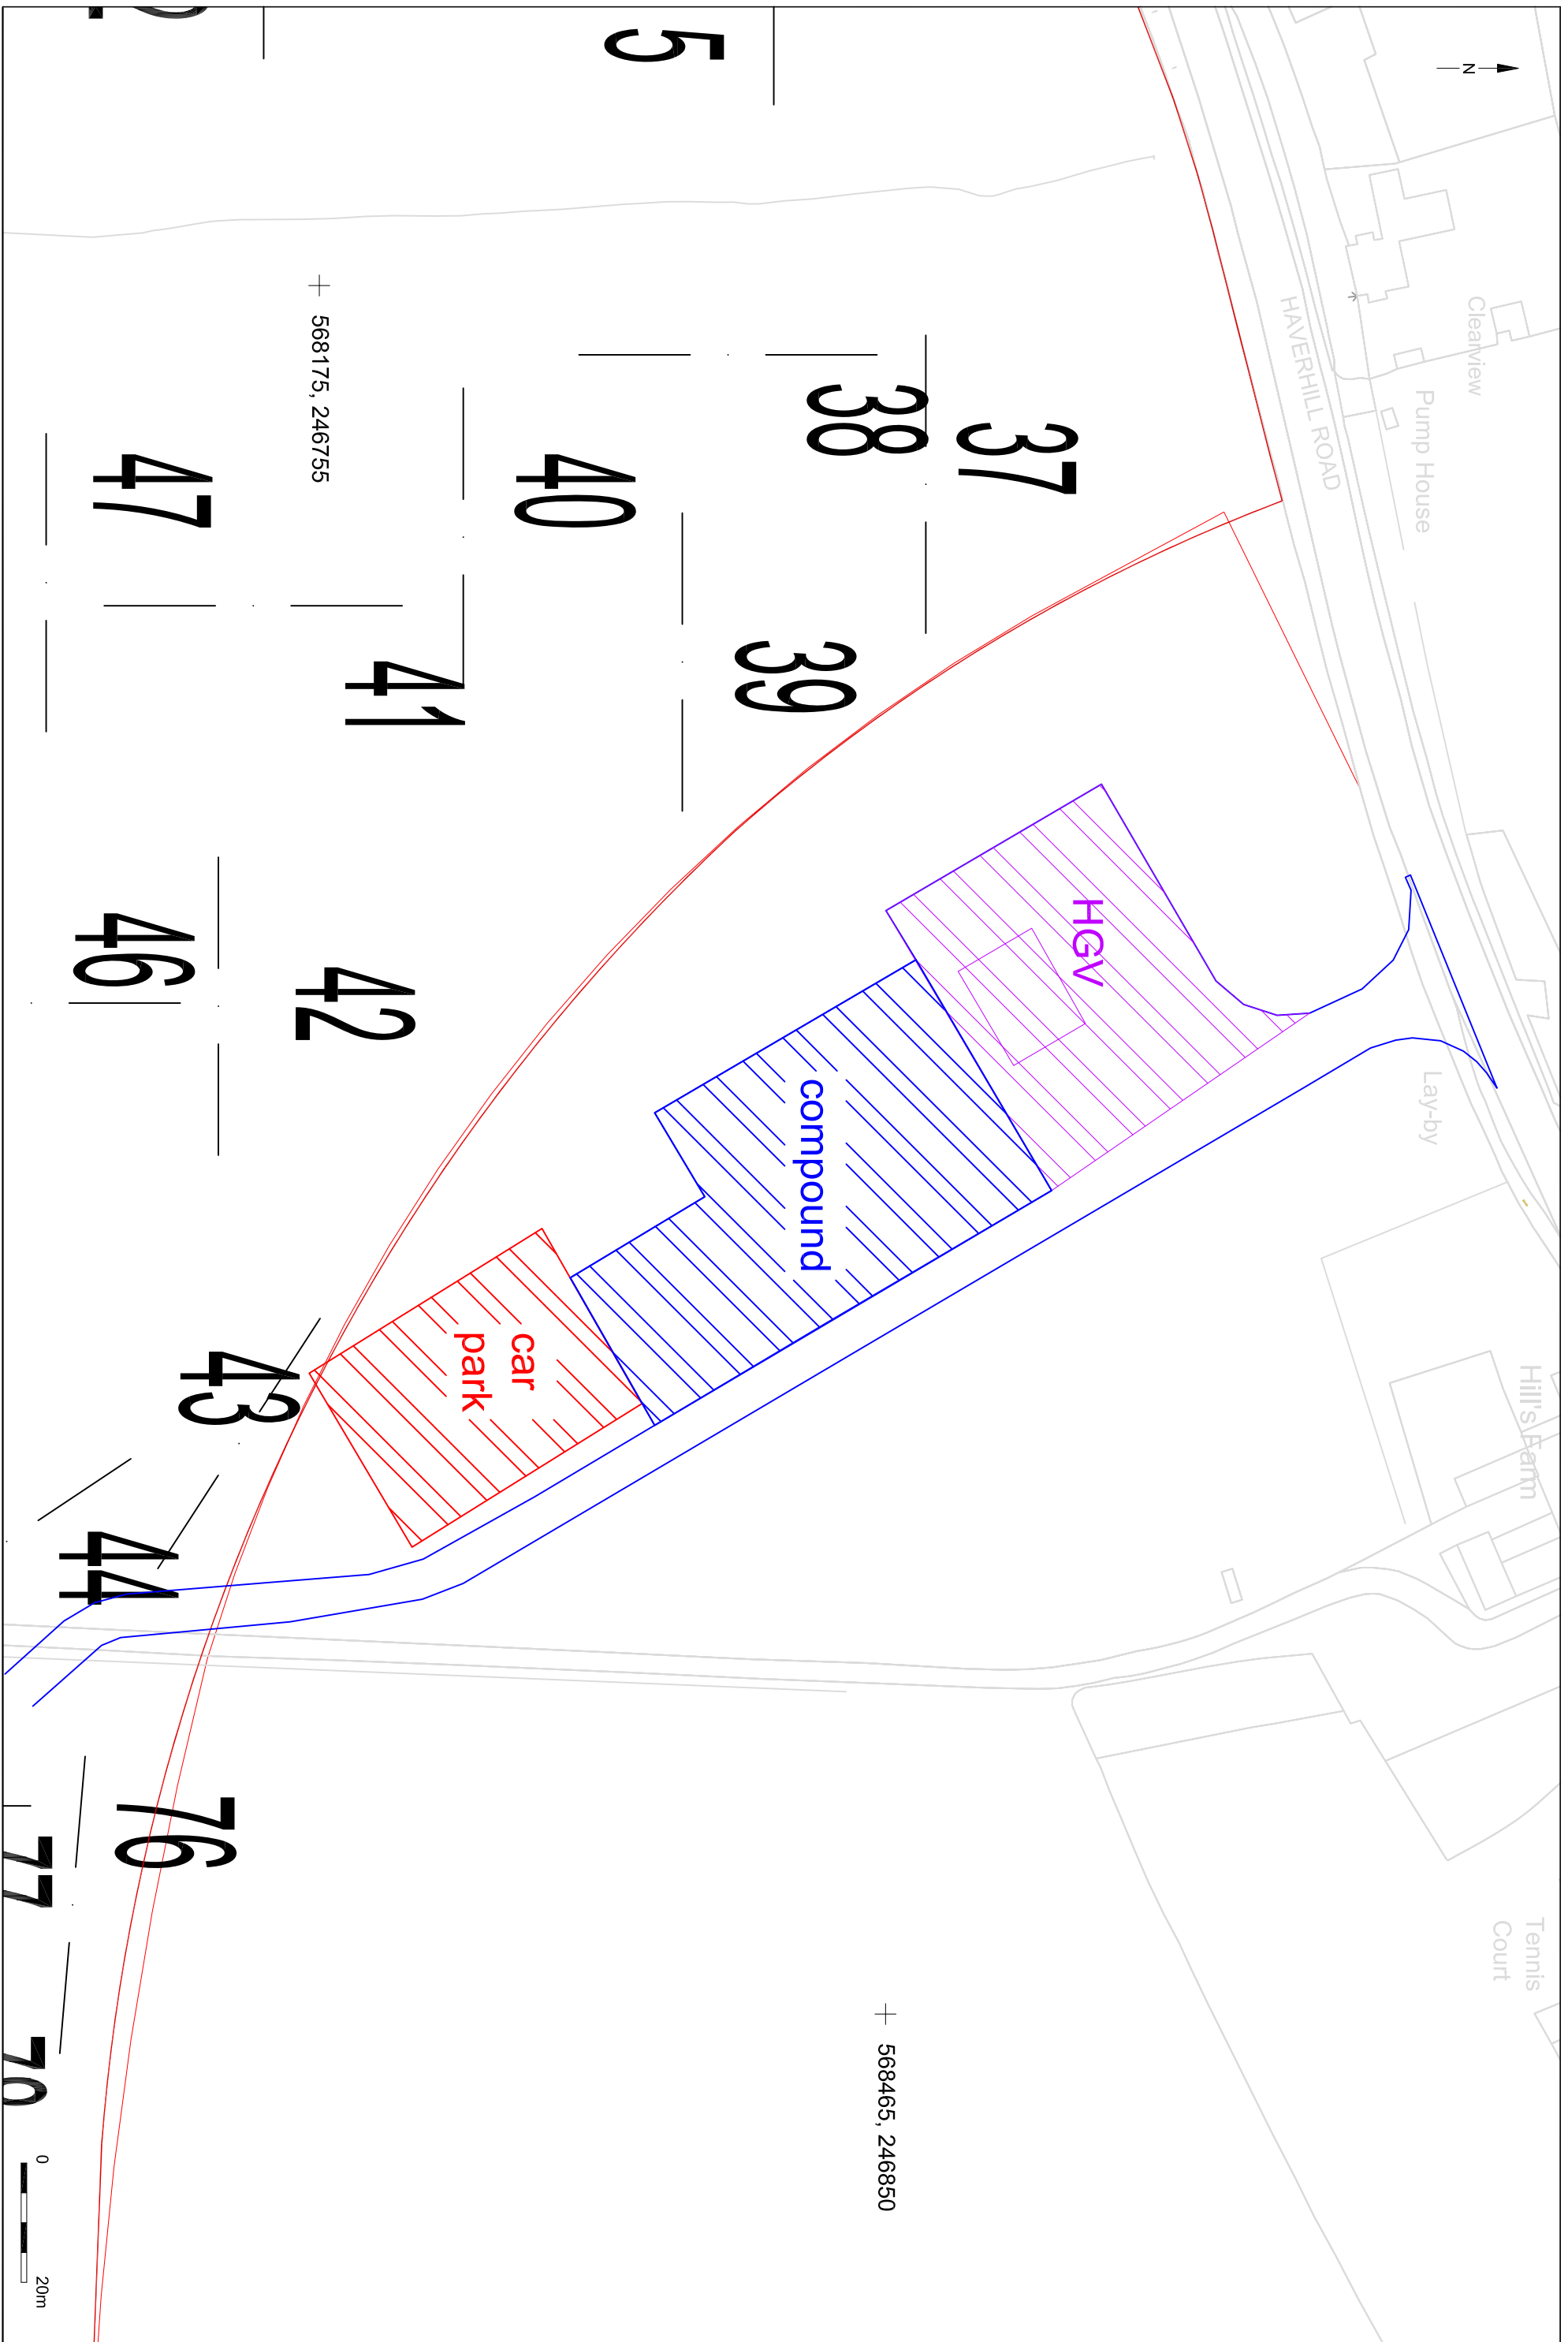 N
Clearview
Pump House
HAVERHILL ROAD
Lay-by
Hill's Farm
Tennis
Court
5
37
38
39
40
41
568175, 246755
47
46
42
43
44
76
77
HGV
compound
car
park
568465, 246850
0
20m